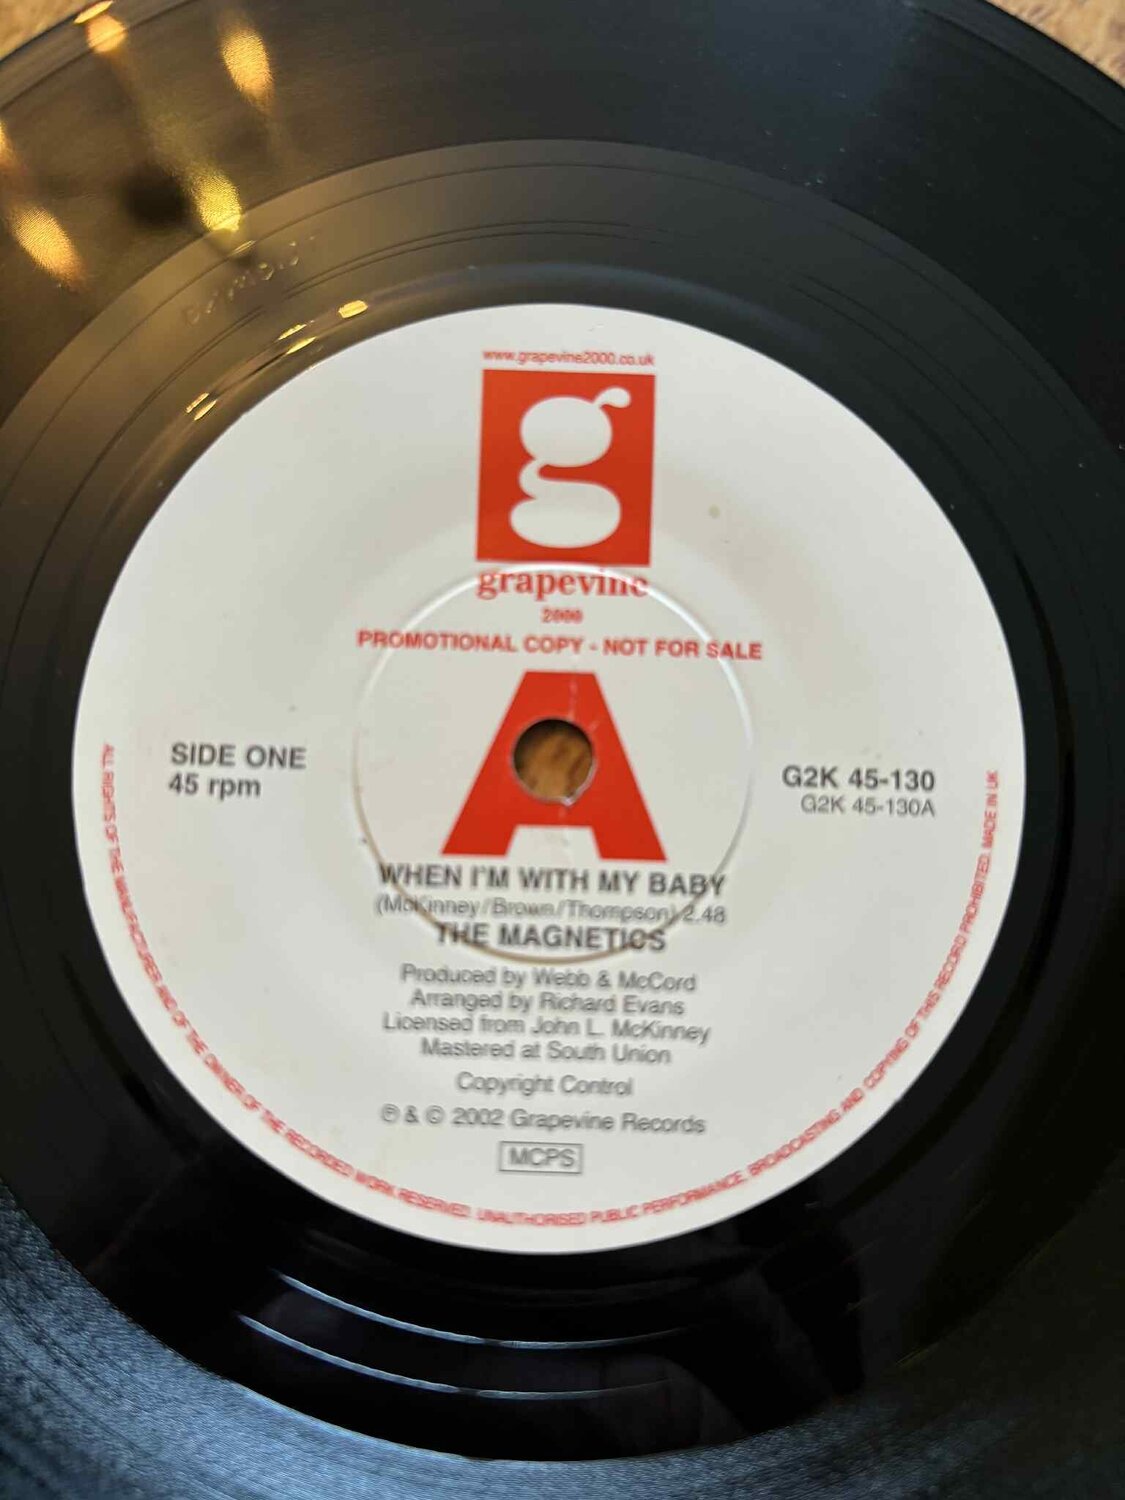 www.grapevine2000.co.uk
g
grapevine
2000
PROMOTIONAL COPY - NOT FOR SALE
A
SIDE ONE
45 rpm
G2K 45-130
G2K 45-130A
WHEN I'M WITH MY BABY
(McKinney/Brown/Thompson) 2.48
THE MAGNETICS
Produced by Webb & McCord
Arranged by Richard Evans
Licensed from John L. McKinney
Mastered at South Union
Copyright Control
℗ & © 2002 Grapevine Records
MCPS
ALL RIGHTS OF THE MANUFACTURERS AND OF THE OWNER OF THE RECORDED WORK RESERVED. UNAUTHORISED PUBLIC PERFORMANCE, BROADCASTING AND COPYING OF THIS RECORD PROHIBITED. MADE IN UK